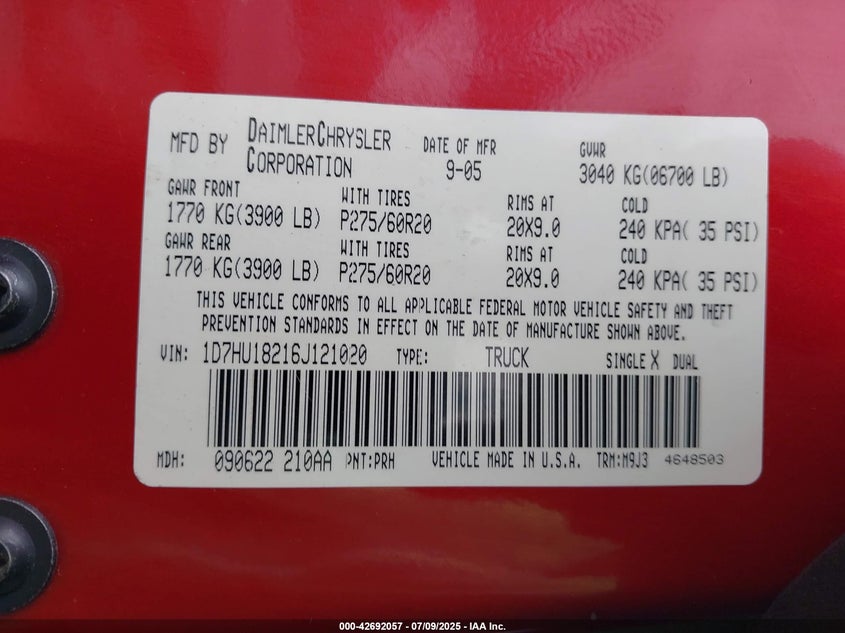 MFD BY DAIMLERCHRYSLER CORPORATION DATE OF MFR 9-05 GVWR 3040 KG(06700 LB)
GAWR FRONT WITH TIRES RIMS AT COLD
1770 KG(3900 LB) P275/60R20 20X9.0 240 KPA( 35 PSI)
GAWR REAR WITH TIRES RIMS AT COLD
1770 KG(3900 LB) P275/60R20 20X9.0 240 KPA( 35 PSI)
THIS VEHICLE CONFORMS TO ALL APPLICABLE FEDERAL MOTOR VEHICLE SAFETY AND THEFT
PREVENTION STANDARDS IN EFFECT ON THE DATE OF MANUFACTURE SHOWN ABOVE.
VIN: 1D7HU18216J121020 TYPE: TRUCK SINGLE X DUAL
MDH: 090622 210AA PNT:PRH VEHICLE MADE IN U.S.A. TRM:M9J3 4648503
000-42692057 - 07/09/2025 - IAA Inc.